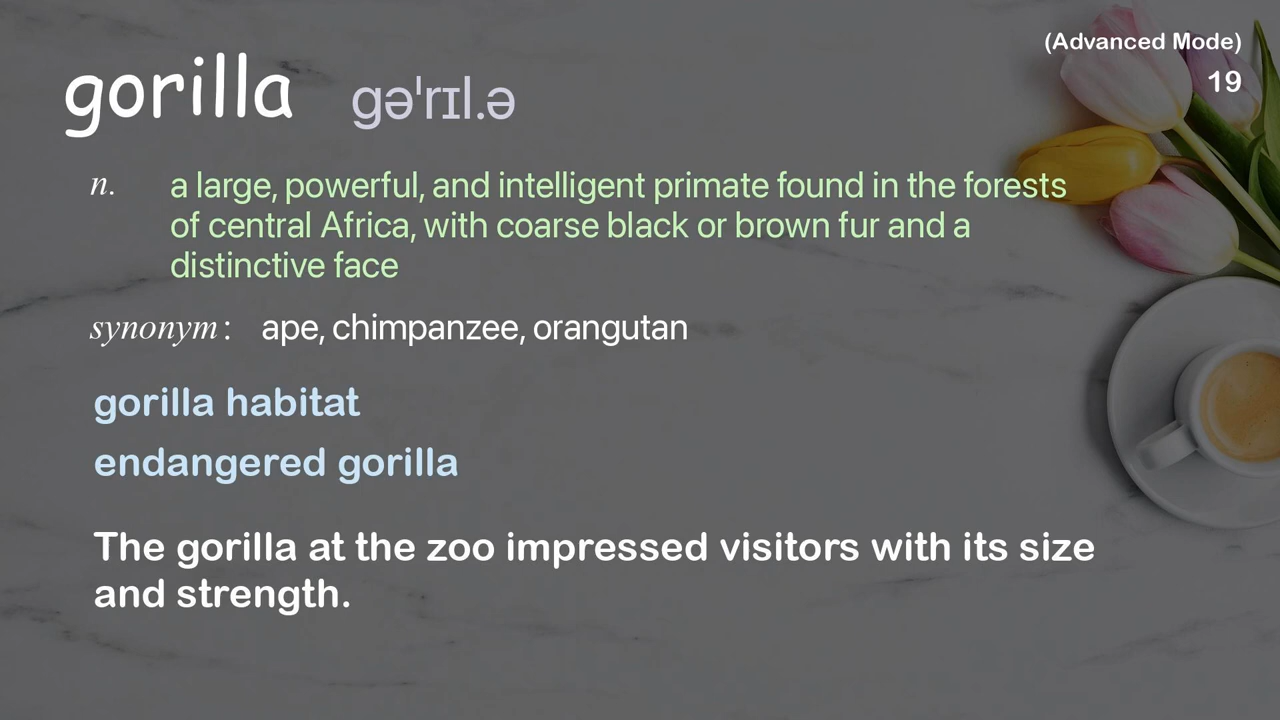 (Advanced Mode)
19
gorilla gəˈrɪl.ə
n. a large, powerful, and intelligent primate found in the forests
of central Africa, with coarse black or brown fur and a
distinctive face
synonym: ape, chimpanzee, orangutan
gorilla habitat
endangered gorilla
The gorilla at the zoo impressed visitors with its size
and strength.